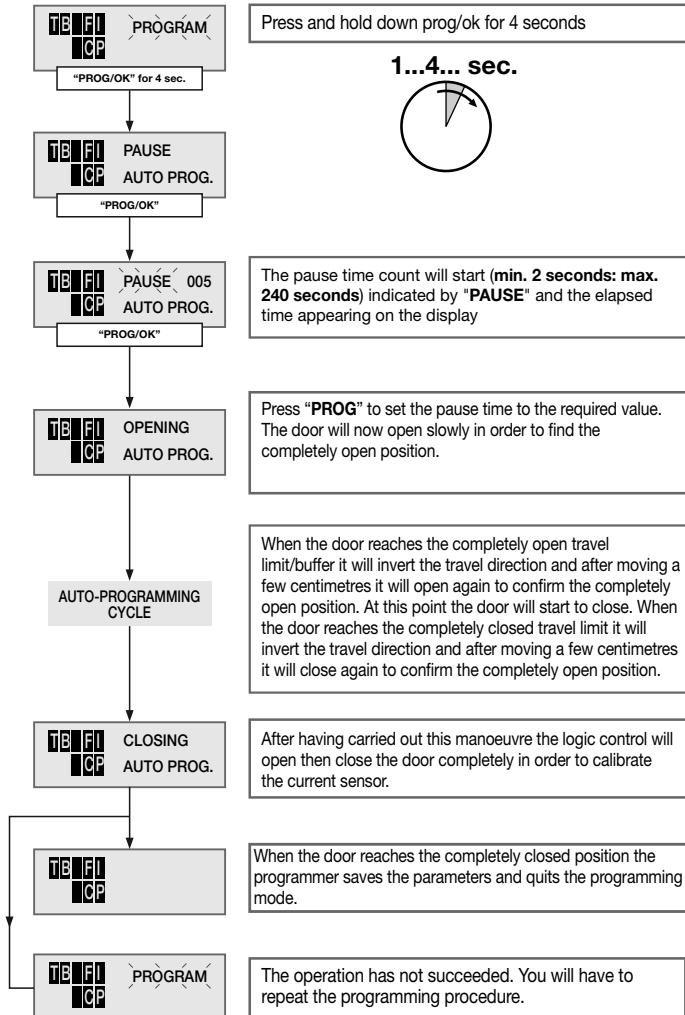 TB FI PROGRAM
CP
"PROG/OK" for 4 sec.
Press and hold down prog/ok for 4 seconds
1...4... sec.
TB FI PAUSE
CP AUTO PROG.
"PROG/OK"
TB FI PAUSE 005
CP AUTO PROG.
"PROG/OK"
The pause time count will start (min. 2 seconds: max.
240 seconds) indicated by "PAUSE" and the elapsed
time appearing on the display
TB FI OPENING
CP AUTO PROG.
Press “PROG” to set the pause time to the required value.
The door will now open slowly in order to find the
completely open position.
AUTO-PROGRAMMING
CYCLE
When the door reaches the completely open travel
limit/buffer it will invert the travel direction and after moving a
few centimetres it will open again to confirm the completely
open position. At this point the door will start to close. When
the door reaches the completely closed travel limit it will
invert the travel direction and after moving a few centimetres
it will close again to confirm the completely open position.
TB FI CLOSING
CP AUTO PROG.
After having carried out this manoeuvre the logic control will
open then close the door completely in order to calibrate
the current sensor.
TB FI
CP
When the door reaches the completely closed position the
programmer saves the parameters and quits the programming
mode.
TB FI PROGRAM
CP
The operation has not succeeded. You will have to
repeat the programming procedure.